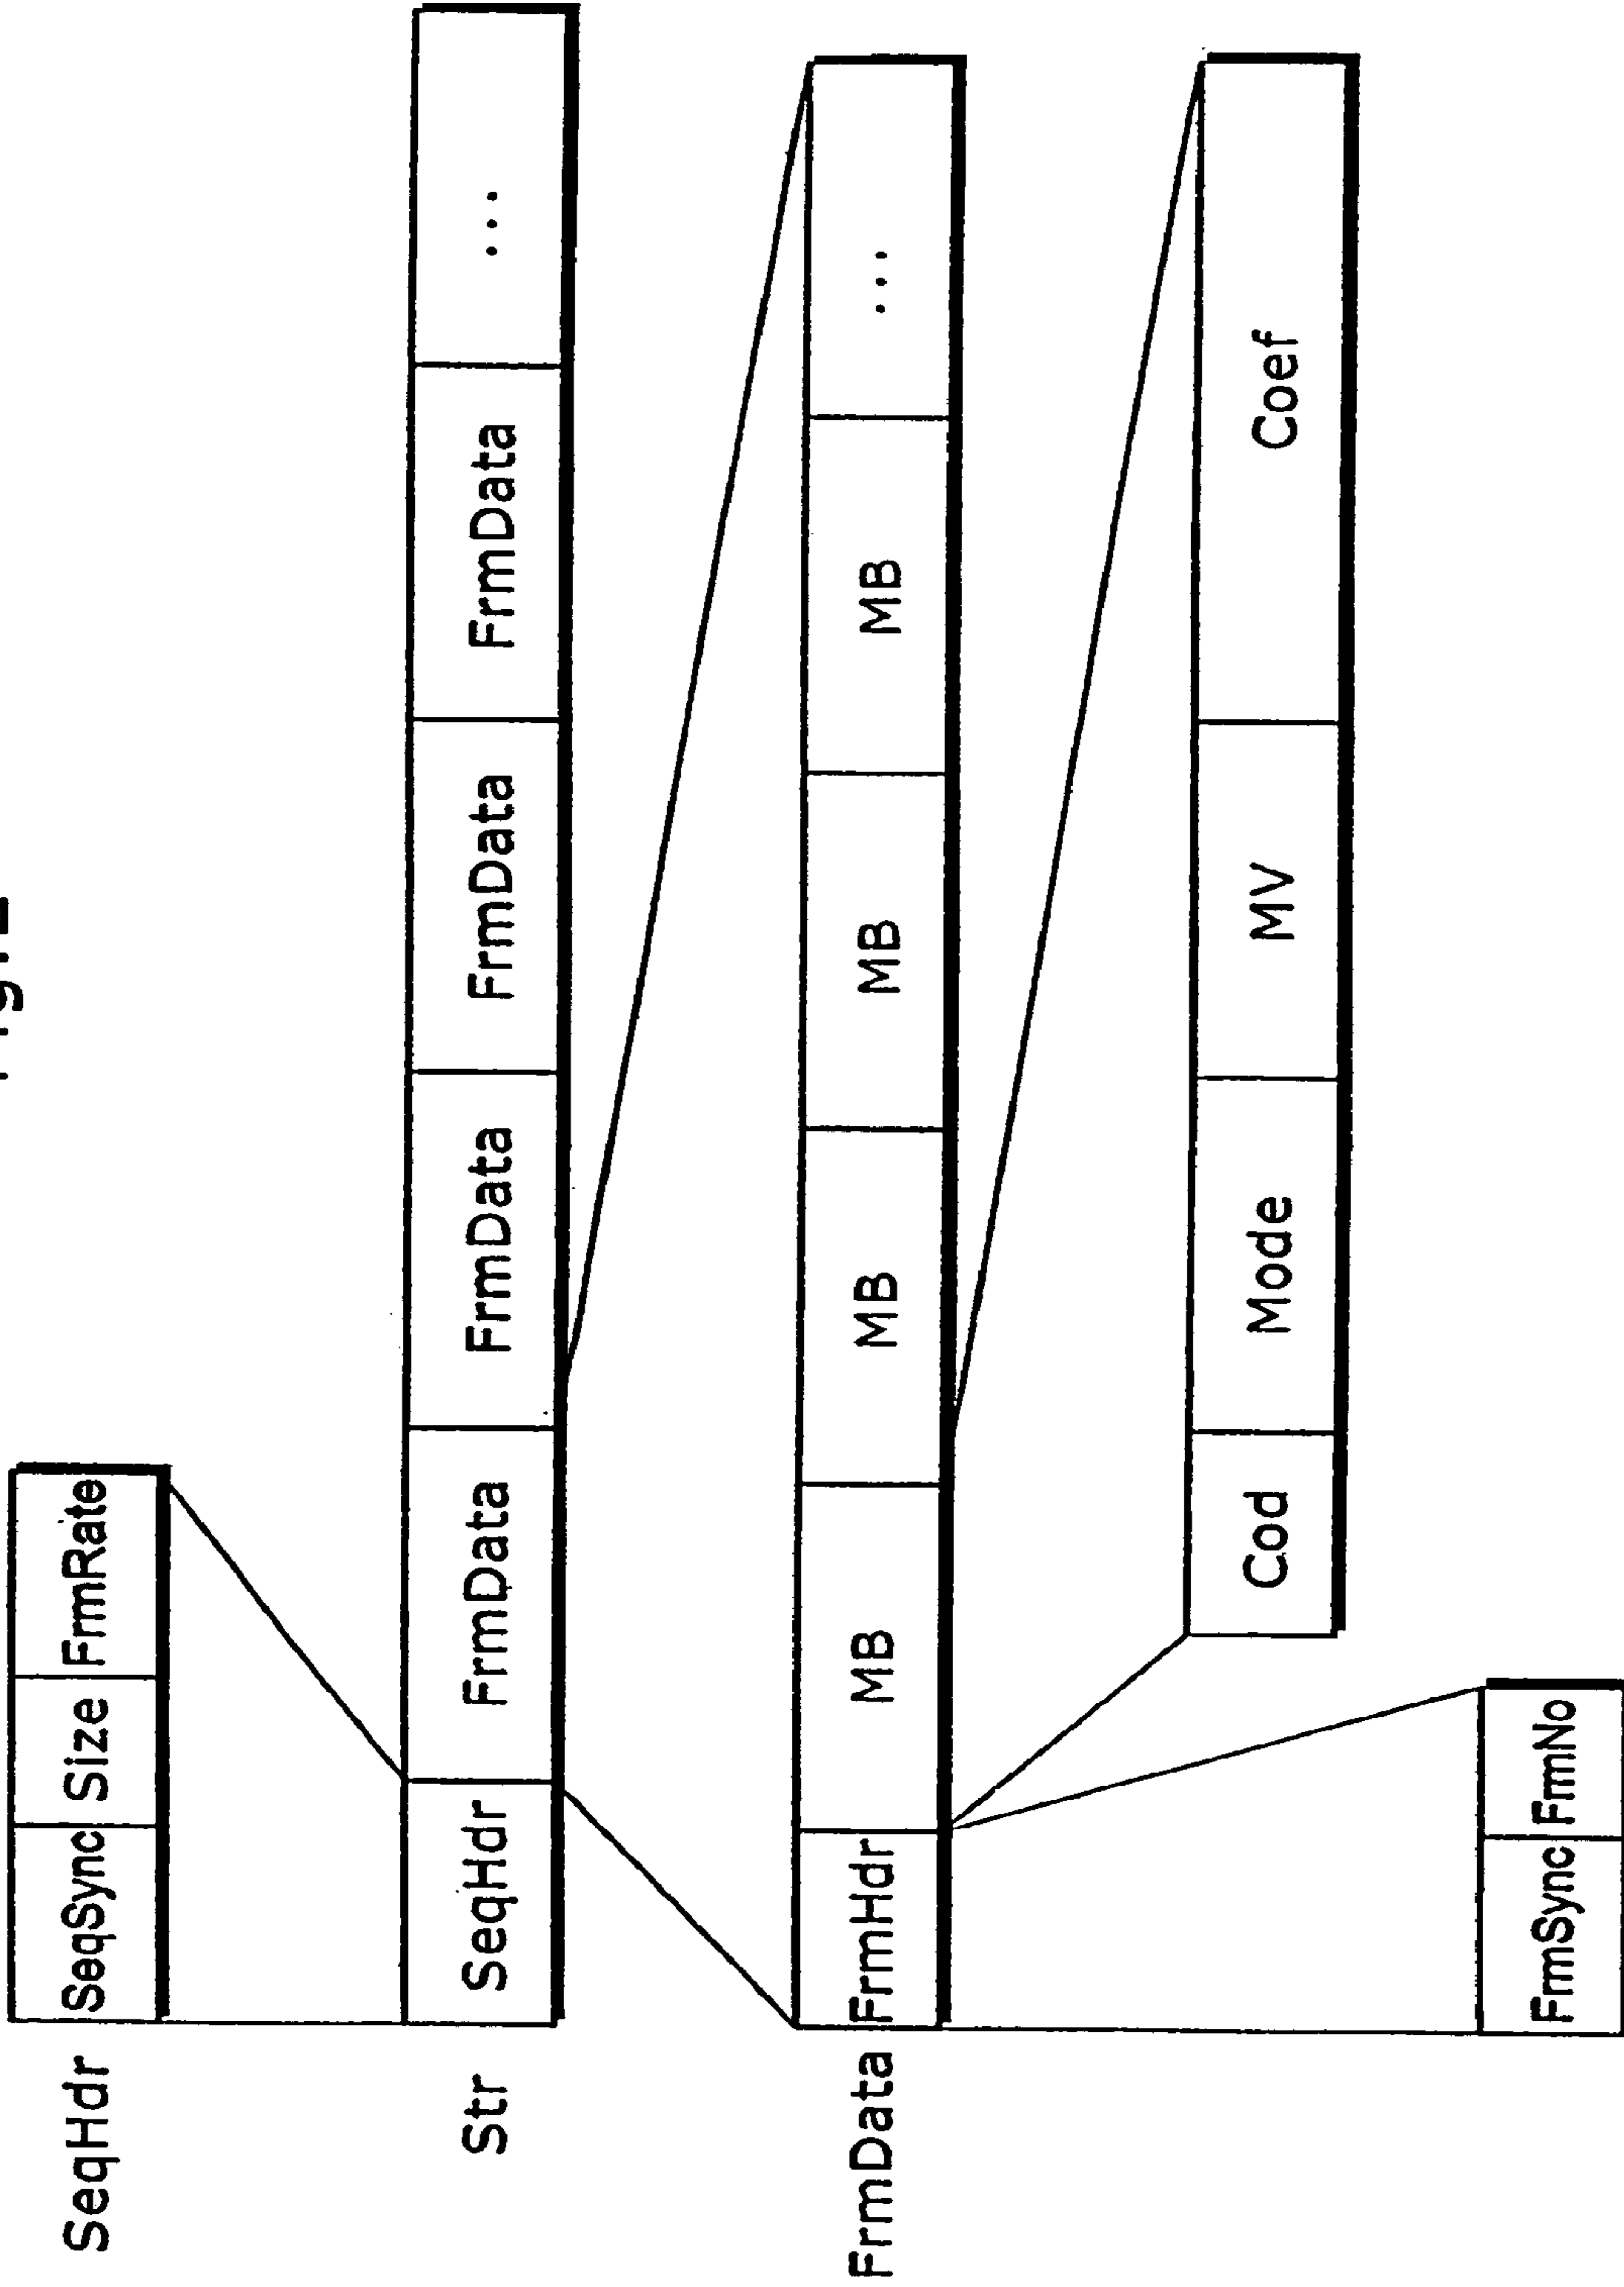 SeqHdr SeqSync Size FrmRate
Str SeqHdr FrmData FrmData FrmData FrmData ...
FrmData FrmHdr MB MB MB MB ...
Cod Mode MV Coef
FrmSync FrmNo